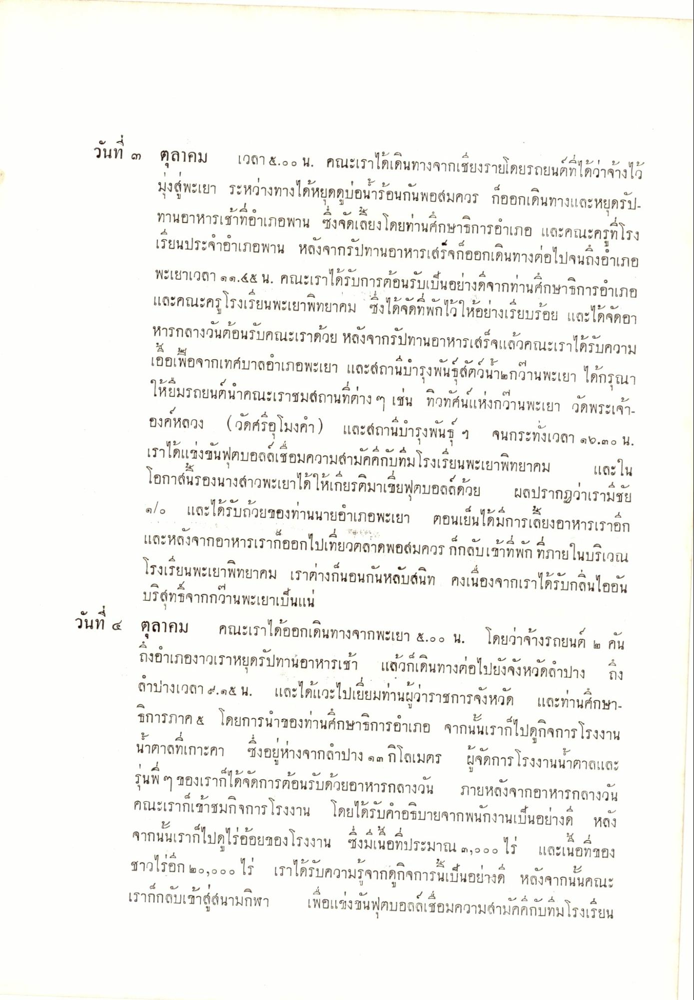 วันที่ ๓ ตุลาคม เวลา ๕.๐๐ น. คณะเราได้เดินทางจากเชียงรายโดยรถยนต์ที่ได้ว่าจ้างไว้
มุ่งสู่พะเยา ระหว่างทางได้หยุดดูบ่อน้ำร้อนกันพอสมควร ก็ออกเดินทางและหยุดรัป-
ทานอาหารเช้าที่อำเภอพาน ซึ่งจัดเลี้ยงโดยท่านศึกษาธิการอำเภอ และคณะครูที่โรง
เรียนประจำอำเภอพาน หลังจากรัปทานอาหารเสร็จก็ออกเดินทางต่อไปจนถึงอำเภอ
พะเยาเวลา ๑๑.๔๕ น. คณะเราได้รับการต้อนรับเป็นอย่างดีจากท่านศึกษาธิการอำเภอ
และคณะครูโรงเรียนพะเยาพิทยาคม ซึ่งได้จัดที่พักไว้ให้อย่างเรียบร้อย และได้จัดอา
หารกลางวันต้อนรับคณะเราด้วย หลังจากรัปทานอาหารเสร็จแล้วคณะเราได้รับความ
เอื้อเฟื้อจากเทศบาลอำเภอพะเยา และสถานีบำรุงพันธุ์สัตว์น้ำ๒กว๊านพะเยา ได้กรุณา
ให้ยืมรถยนต์นำคณะเราชมสถานที่ต่าง ๆ เช่น ทิวทัศน์แห่งกว๊านพะเยา วัดพระเจ้า-
องค์หลวง (วัดศรีอุโมงคำ) และสถานีบำรุงพันธุ์ ฯ จนกระทั่งเวลา ๑๖.๓๐ น.
เราได้แข่งขันฟุตบอลล์เชื่อมความสามัคคีกับทีมโรงเรียนพะเยาพิทยาคม และใน
โอกาสนี้รองนางสาวพะเยาได้ให้เกียรติมาเขี่ยฟุตบอลล์ด้วย ผลปรากฏว่าเรามีชัย
๑/๐ และได้รับถ้วยของท่านนายอำเภอพะเยา ตอนเย็นได้มีการเลี้ยงอาหารเราอีก
และหลังจากอาหารเราก็ออกไปเที่ยวตลาดพอสมควร ก็กลับเข้าที่พัก ที่ภายในบริเวณ
โรงเรียนพะเยาพิทยาคม เราต่างก็นอนกันหลับสนิท คงเนื่องจากเราได้รับกลิ่นไออัน
บริสุทธิ์จากกว๊านพะเยาเป็นแน่
วันที่ ๔ ตุลาคม คณะเราได้ออกเดินทางจากพะเยา ๕.๐๐ น. โดยว่าจ้างรถยนต์ ๒ คัน
ถึงอำเภองาวเราหยุดรัปทานอาหารเช้า แล้วก็เดินทางต่อไปยังจังหวัดลำปาง ถึง
ลำปางเวลา ๙.๑๕ น. และได้แวะไปเยี่ยมท่านผู้ว่าราชการจังหวัด และท่านศึกษา-
ธิการภาค ๕ โดยการนำของท่านศึกษาธิการอำเภอ จากนั้นเราก็ไปดูกิจการโรงงาน
น้ำตาลที่เกาะคา ซึ่งอยู่ห่างจากลำปาง ๑๓ กิโลเมตร ผู้จัดการโรงงานน้ำตาลและ
รุ่นพี่ ๆ ของเราก็ได้จัดการต้อนรับด้วยอาหารกลางวัน ภายหลังจากอาหารกลางวัน
คณะเราก็เข้าชมกิจการโรงงาน โดยได้รับคำอธิบายจากพนักงานเป็นอย่างดี หลัง
จากนั้นเราก็ไปดูไร่อ้อยของโรงงาน ซึ่งมีเนื้อที่ประมาณ ๓,๐๐๐ ไร่ และเนื้อที่ของ
ชาวไร่อีก ๒๐,๐๐๐ ไร่ เราได้รับความรู้จากดูกิจการนี้เป็นอย่างดี หลังจากนั้นคณะ
เราก็กลับเข้าสู่สนามกีฬา เพื่อแข่งขันฟุตบอลล์เชื่อมความสามัคคีกับทีมโรงเรียน